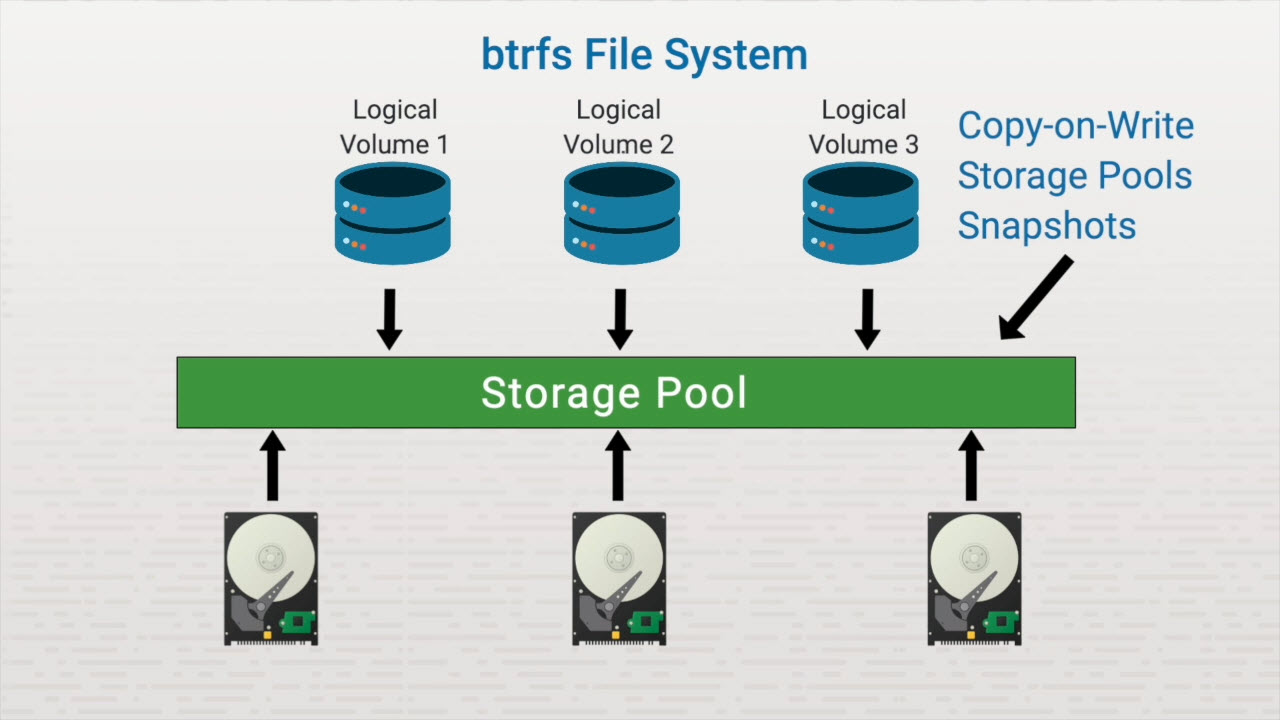 btrfs File System
Logical
Volume 1
Logical
Volume 2
Logical
Volume 3
Copy-on-Write
Storage Pools
Snapshots
Storage Pool